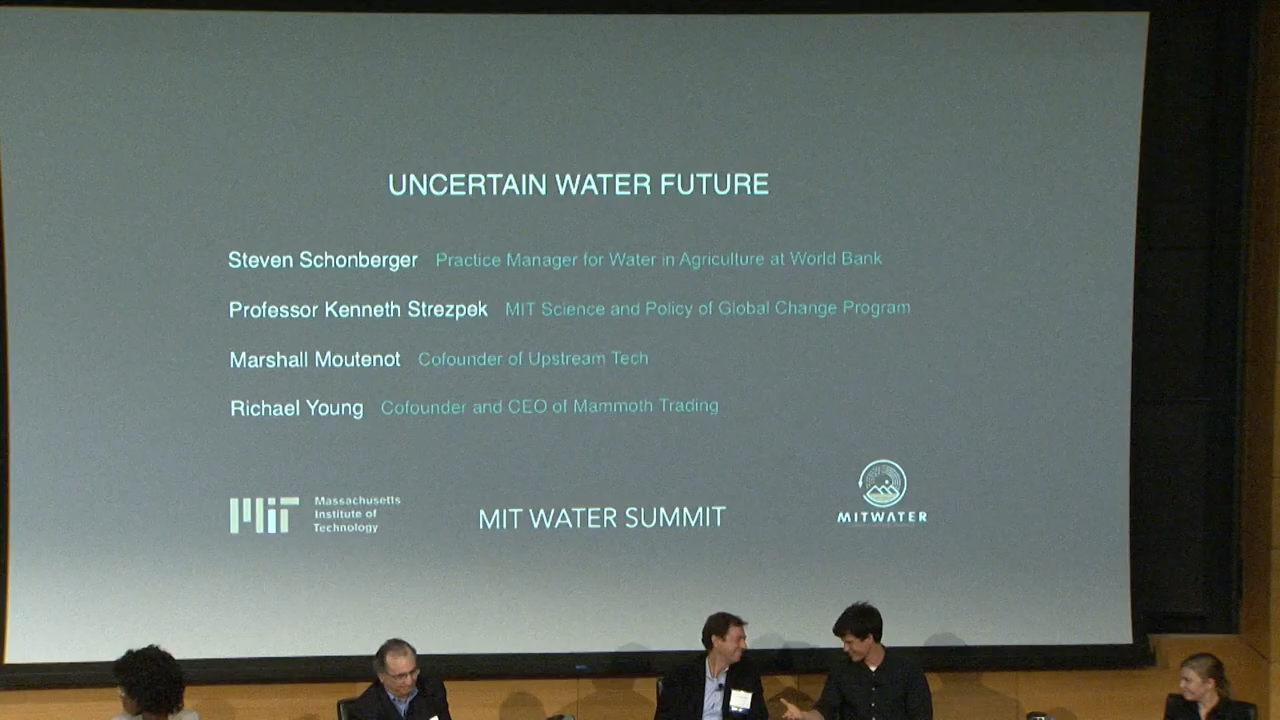 UNCERTAIN WATER FUTURE
Steven Schonberger Practice Manager for Water in Agriculture at World Bank
Professor Kenneth Strezpek MIT Science and Policy of Global Change Program
Marshall Moutenot Cofounder of Upstream Tech
Richael Young Cofounder and CEO of Mammoth Trading
MIT Massachusetts
Institute of
Technology
MIT WATER SUMMIT
MITWATER